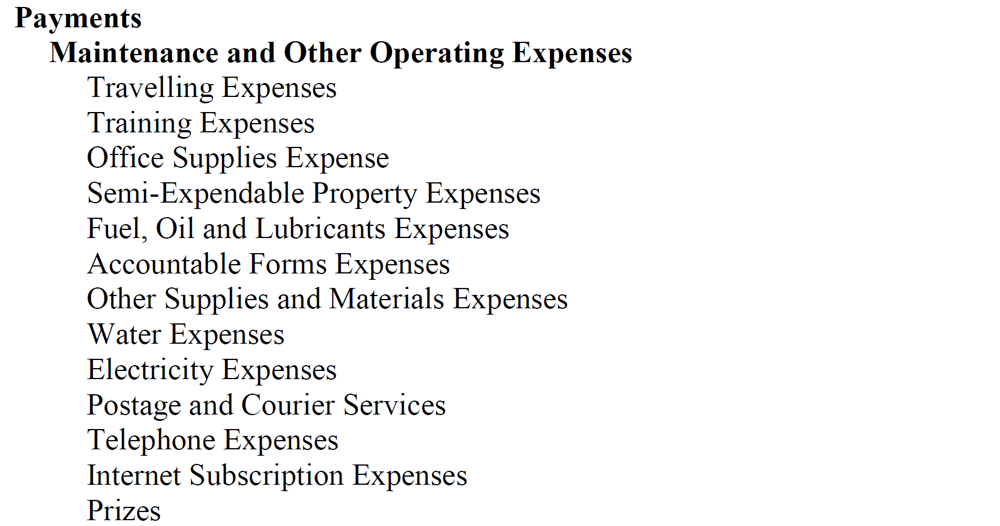 Payments
Maintenance and Other Operating Expenses
Travelling Expenses
Training Expenses
Office Supplies Expense
Semi-Expendable Property Expenses
Fuel, Oil and Lubricants Expenses
Accountable Forms Expenses
Other Supplies and Materials Expenses
Water Expenses
Electricity Expenses
Postage and Courier Services
Telephone Expenses
Internet Subscription Expenses
Prizes